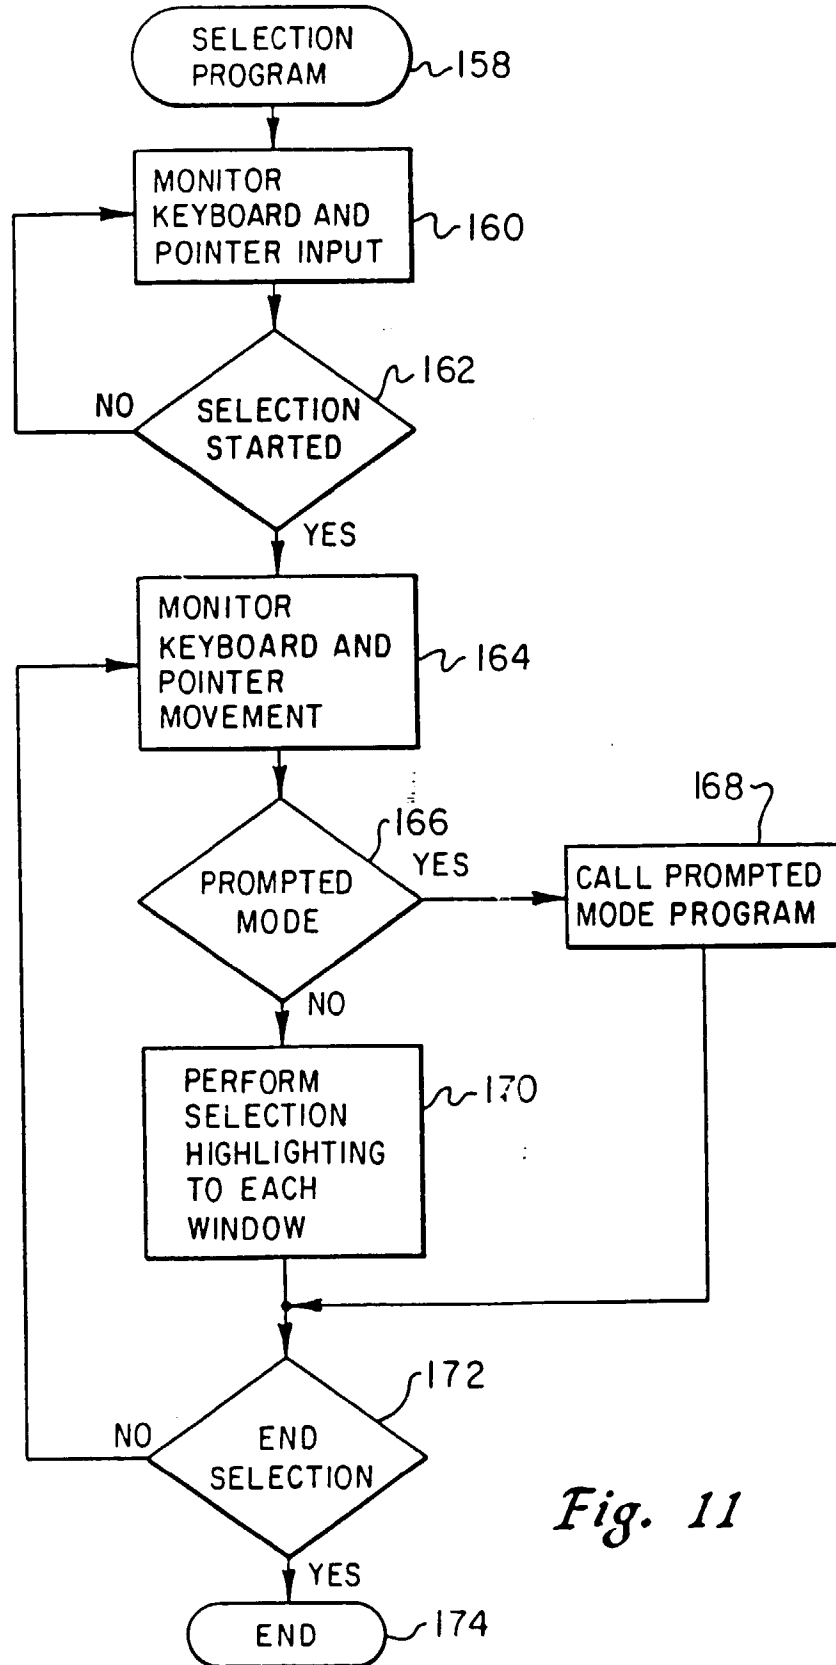 SELECTION
PROGRAM
158
MONITOR
KEYBOARD AND
POINTER INPUT
160
162
NO
SELECTION
STARTED
YES
MONITOR
KEYBOARD AND
POINTER
MOVEMENT
164
166
168
PROMPTED
MODE
YES
CALL PROMPTED
MODE PROGRAM
NO
PERFORM
SELECTION
HIGHLIGHTING
TO EACH
WINDOW
170
172
NO
END
SELECTION
YES
END
174
Fig. 11